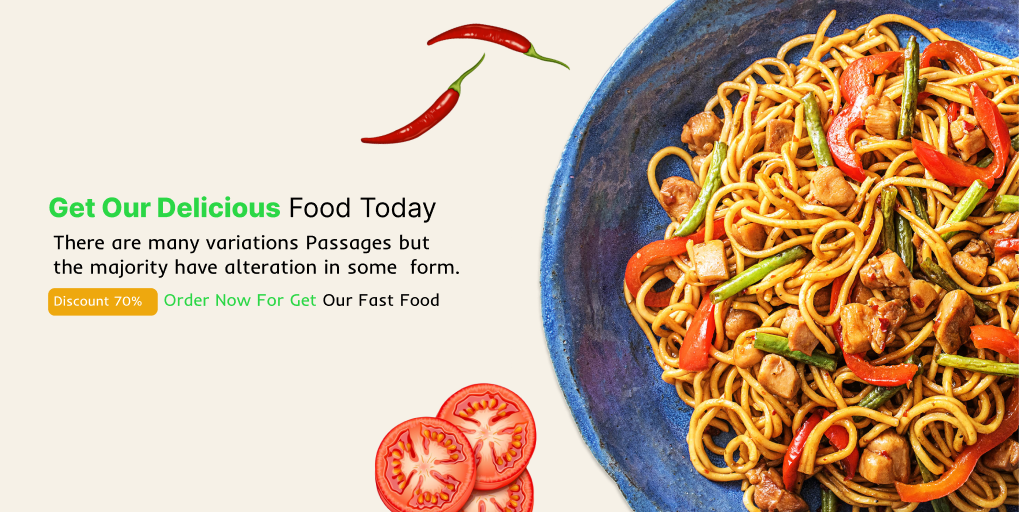 Get Our Delicious Food Today
There are many variations Passages but
the majority have alteration in some form.
Discount 70% Order Now For Get Our Fast Food